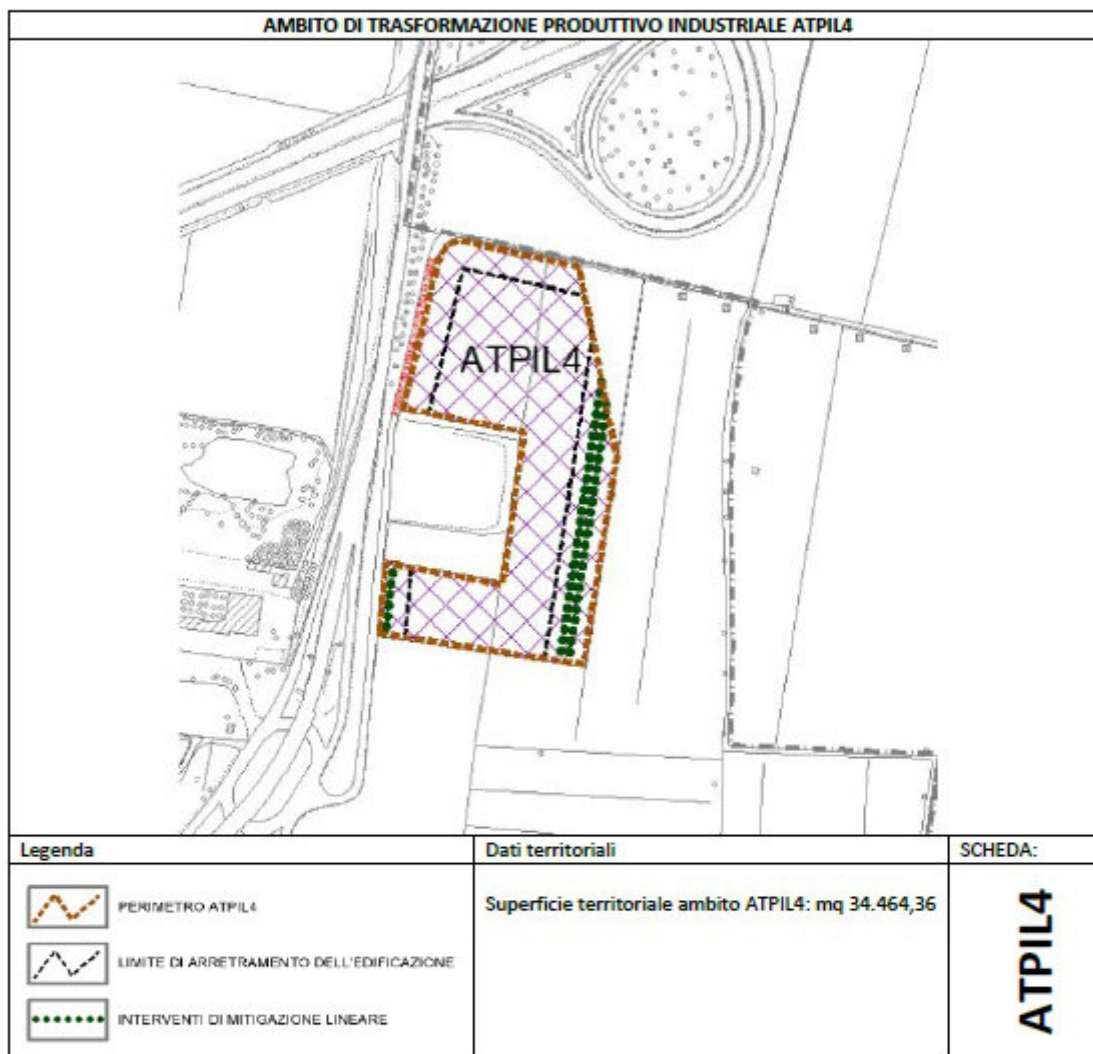 AMBITO DI TRASFORMAZIONE PRODUTTIVO INDUSTRIALE ATPIL4
ATPIL4
Legenda
PERIMETRO ATPIL4
LIMITE DI ARRETRAMENTO DELL'EDIFICAZIONE
INTERVENTI DI MITIGAZIONE LINEARE
Dati territoriali
Superficie territoriale ambito ATPIL4: mq 34.464,36
SCHEDA:
ATPIL4